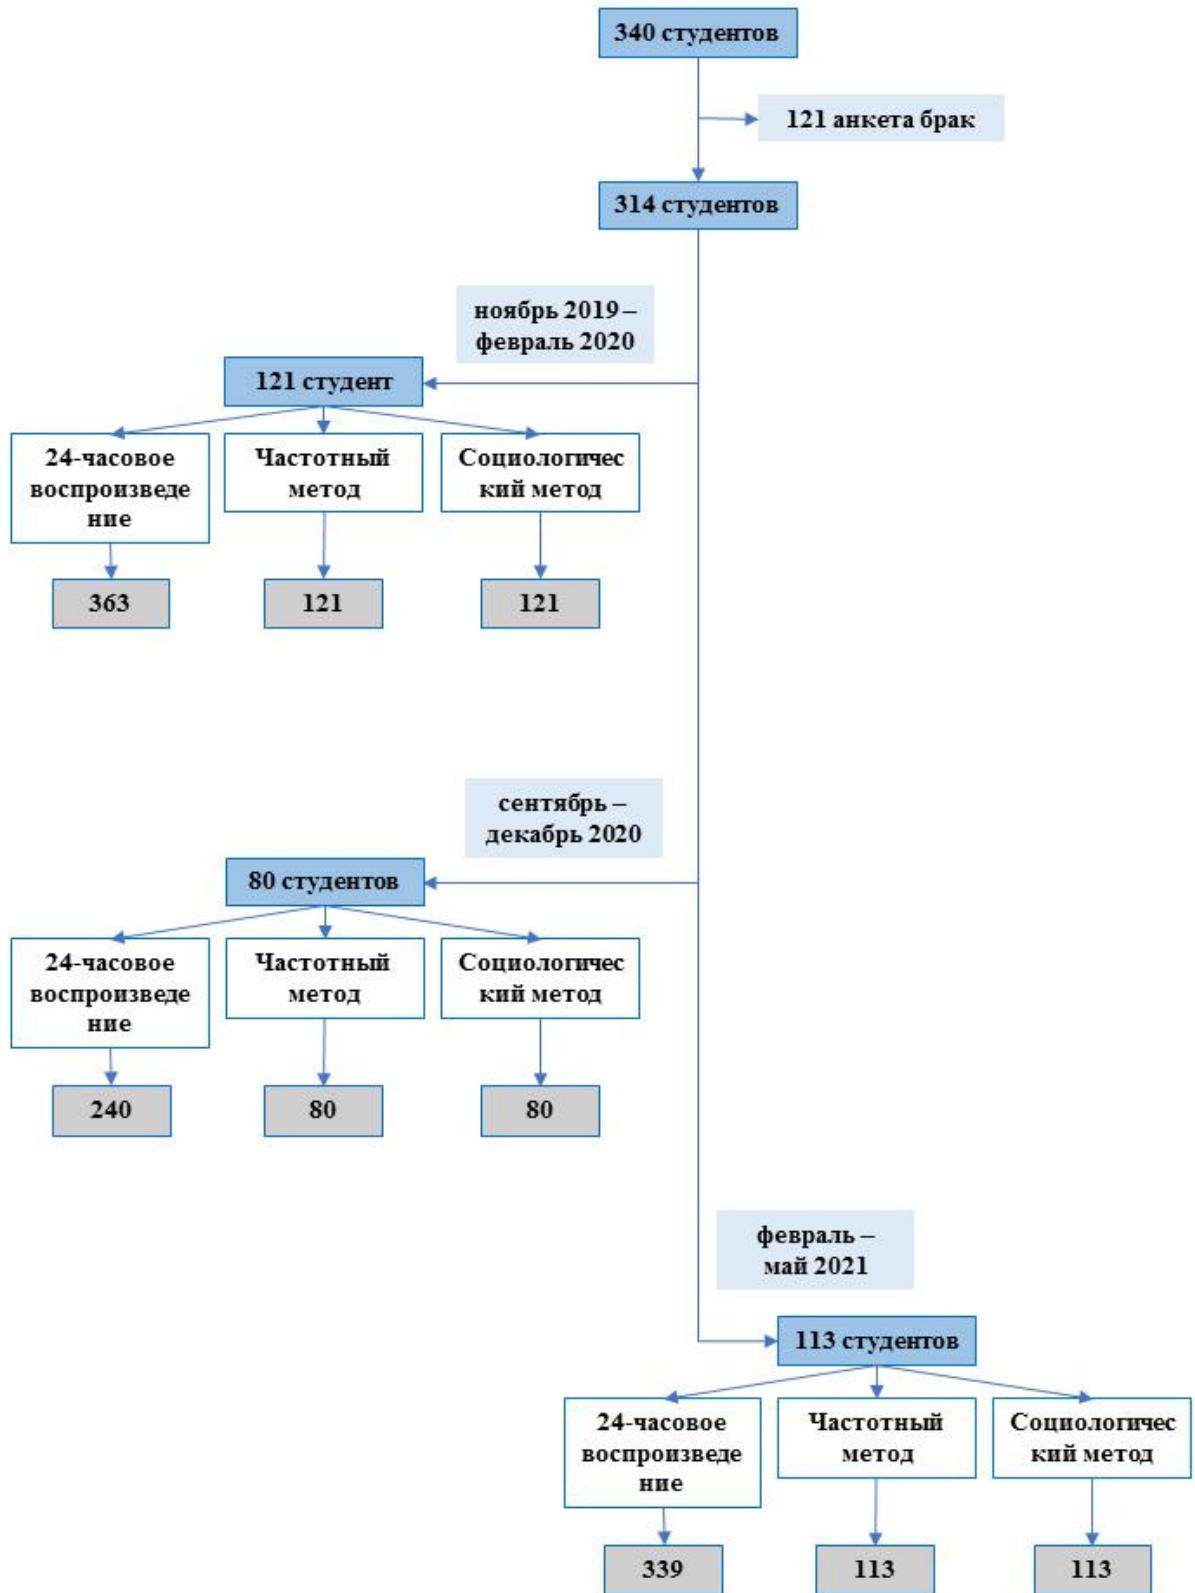 340 студентов
121 анкета брак
314 студентов
ноябрь 2019 –
февраль 2020
121 студент
24-часовое
воспроизведе
ние
Частотный
метод
Социологичес
кий метод
363
121
121
сентябрь –
декабрь 2020
80 студентов
24-часовое
воспроизведе
ние
Частотный
метод
Социологичес
кий метод
240
80
80
февраль –
май 2021
113 студентов
24-часовое
воспроизведе
ние
Частотный
метод
Социологичес
кий метод
339
113
113